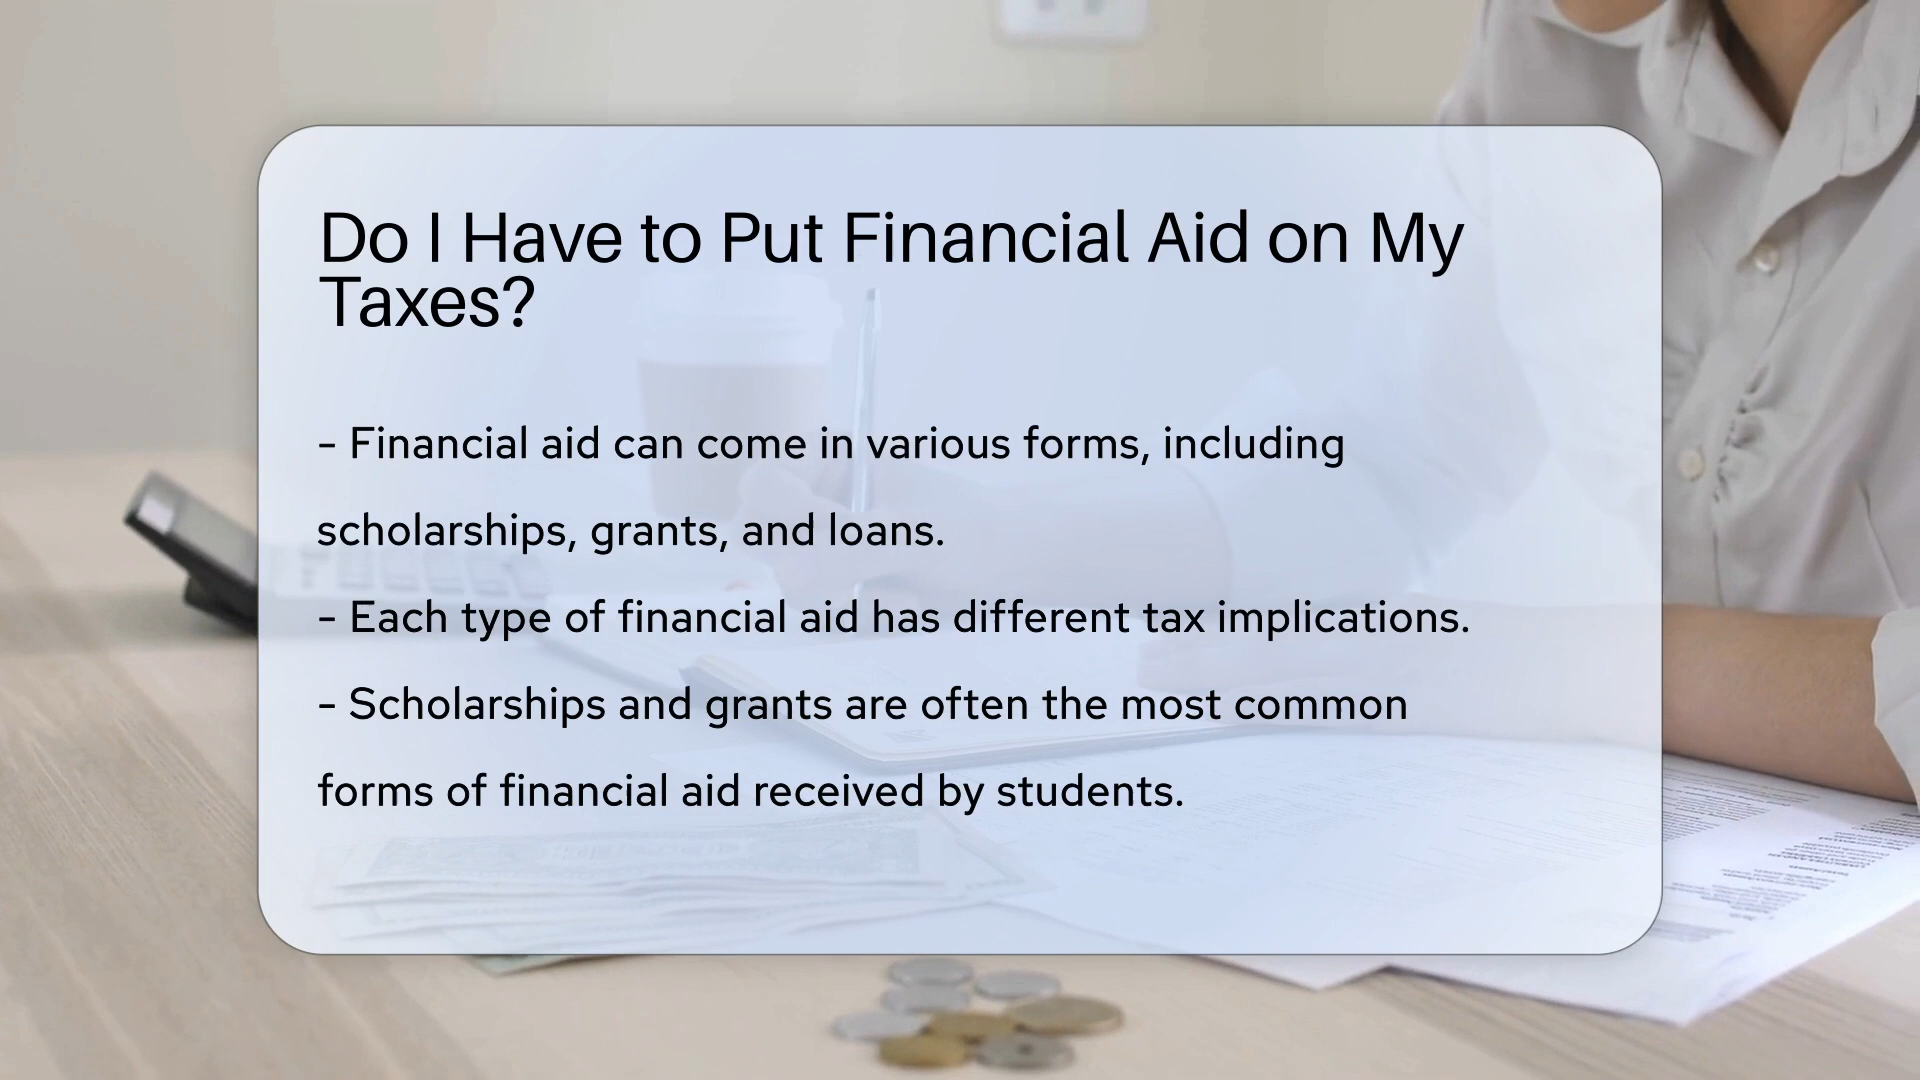 Do I Have to Put Financial Aid on My
Taxes?
– Financial aid can come in various forms, including
scholarships, grants, and loans.
– Each type of financial aid has different tax implications.
– Scholarships and grants are often the most common
forms of financial aid received by students.